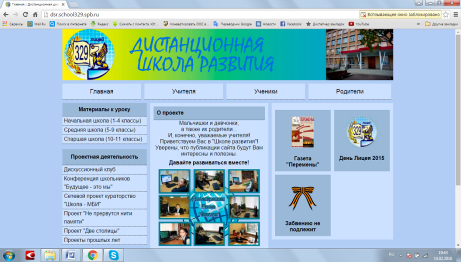 Главная - Дистанционная ш
dsr.school329.spb.ru
Всплывающее окно заблокировано
ЛИЦЕЙ
329
ДИСТАНЦИОННАЯ
ШКОЛА РАЗВИТИЯ
Главная
Учителя
Ученики
Родители
Материалы к уроку
Начальная школа (1-4 классы)
Средняя школа (5-9 классы)
Старшая школа (10-11 классы)
Проектная деятельность
Дискуссионный клуб
Конференция школьников
"Будущее - это мы"
Сетевой проект кураторство
"Школа - МБИ"
Проект "Не прервутся нити
памяти"
Проект "Две столицы"
Проекты прошлых лет
О проекте
Мальчишки и девчонки,
а также их родители...
И, конечно, уважаемые учителя!
Приветствуем Вас в "Школе развития"!
Уверены, что публикации сайта будут Вам
интересны и полезны.
Давайте развиваться вместе!
Газета
"Перемены"
День Лицея 2015
Забвению не
подлежит